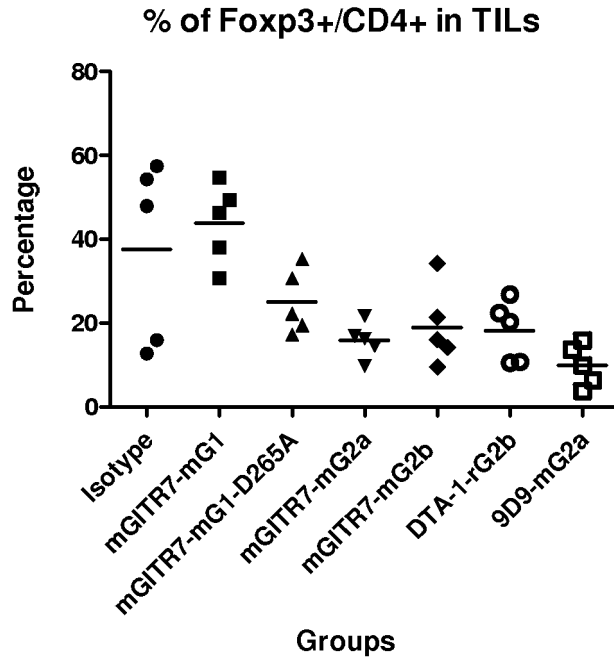 % of Foxp3+/CD4+ in TILs
80
60
40
20
0
Percentage
Isotype
mGITR7-mG1
mGITR7-mG1-D265A
mGITR7-mG2a
mGITR7-mG2b
DTA-1-rG2b
9D9-mG2a
Groups